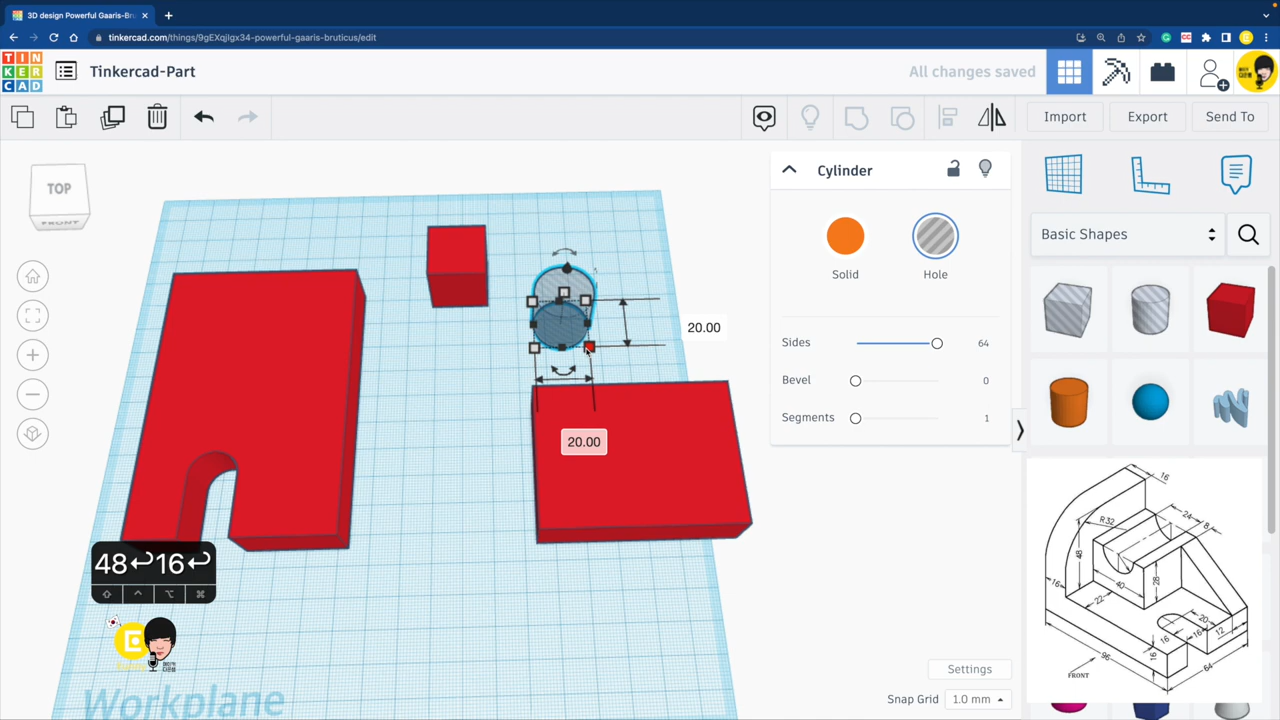 3D design Powerful Gaaris-Bru
tinkercad.com/things/9gEXqjIgx34-powerful-gaaris-bruticus/edit
TIN
KER
CAD
Tinkercad-Part
All changes saved
Import
Export
Send To
TOP
FRONT
Cylinder
Solid
Hole
Sides
64
Bevel
0
Segments
1
Basic Shapes
20.00
20.00
48↩16↩
16
R32
24
8
48
16
40
28
22
20
16
16
12
16
96
64
FRONT
Workplane
Settings
Snap Grid
1.0 mm